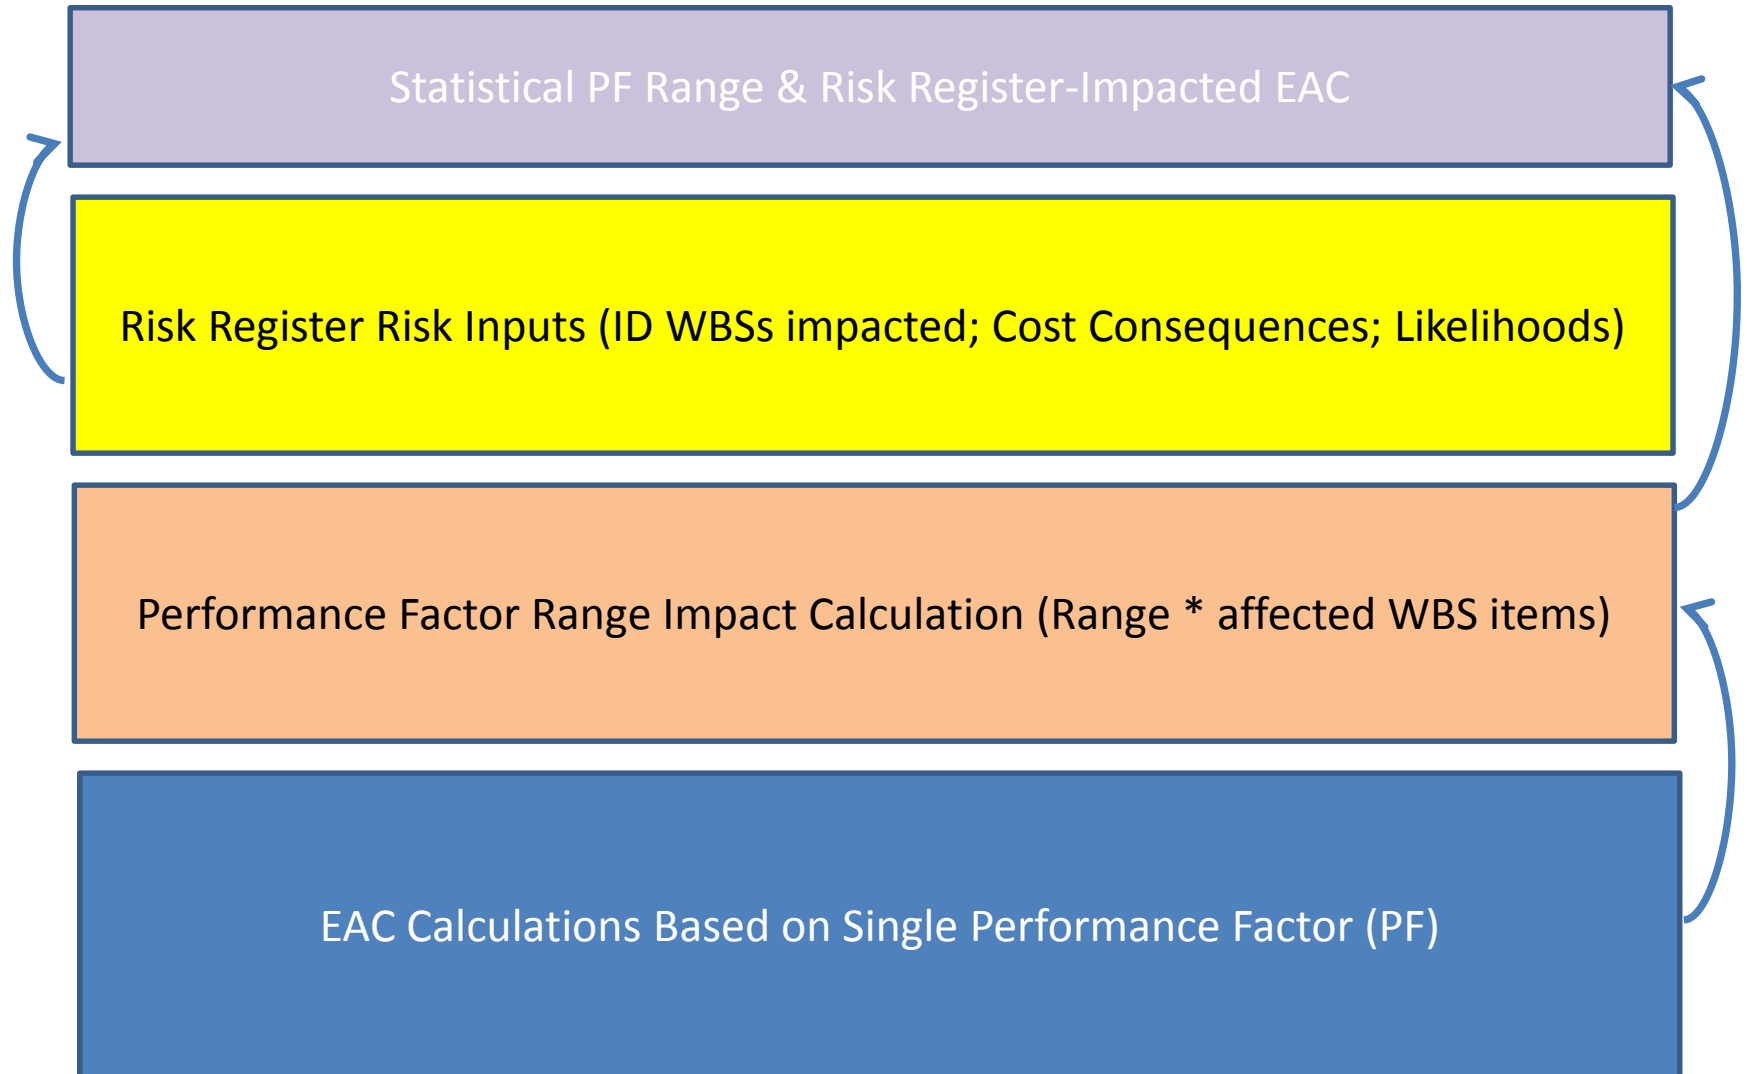 Statistical PF Range & Risk Register-Impacted EAC
Risk Register Risk Inputs (ID WBSs impacted; Cost Consequences; Likelihoods)
Performance Factor Range Impact Calculation (Range * affected WBS items)
EAC Calculations Based on Single Performance Factor (PF)